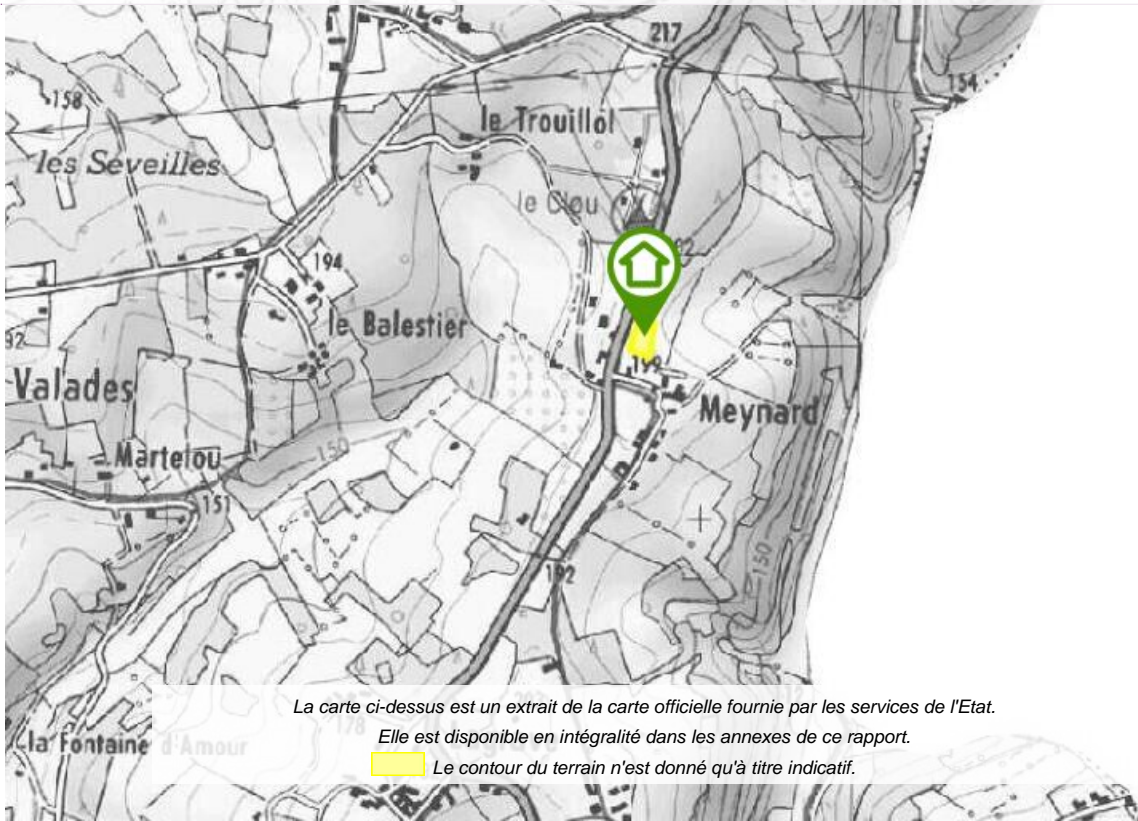 217
154
158
le Trouillol
les Séveilles
le Clou
194
le Balestier
199
Valades
Meynard
Martelou
150
151
150
192
La carte ci-dessus est un extrait de la carte officielle fournie par les services de l'Etat.
178
la Fontaine d'Amour
Elle est disponible en intégralité dans les annexes de ce rapport.
Le contour du terrain n'est donné qu'à titre indicatif.